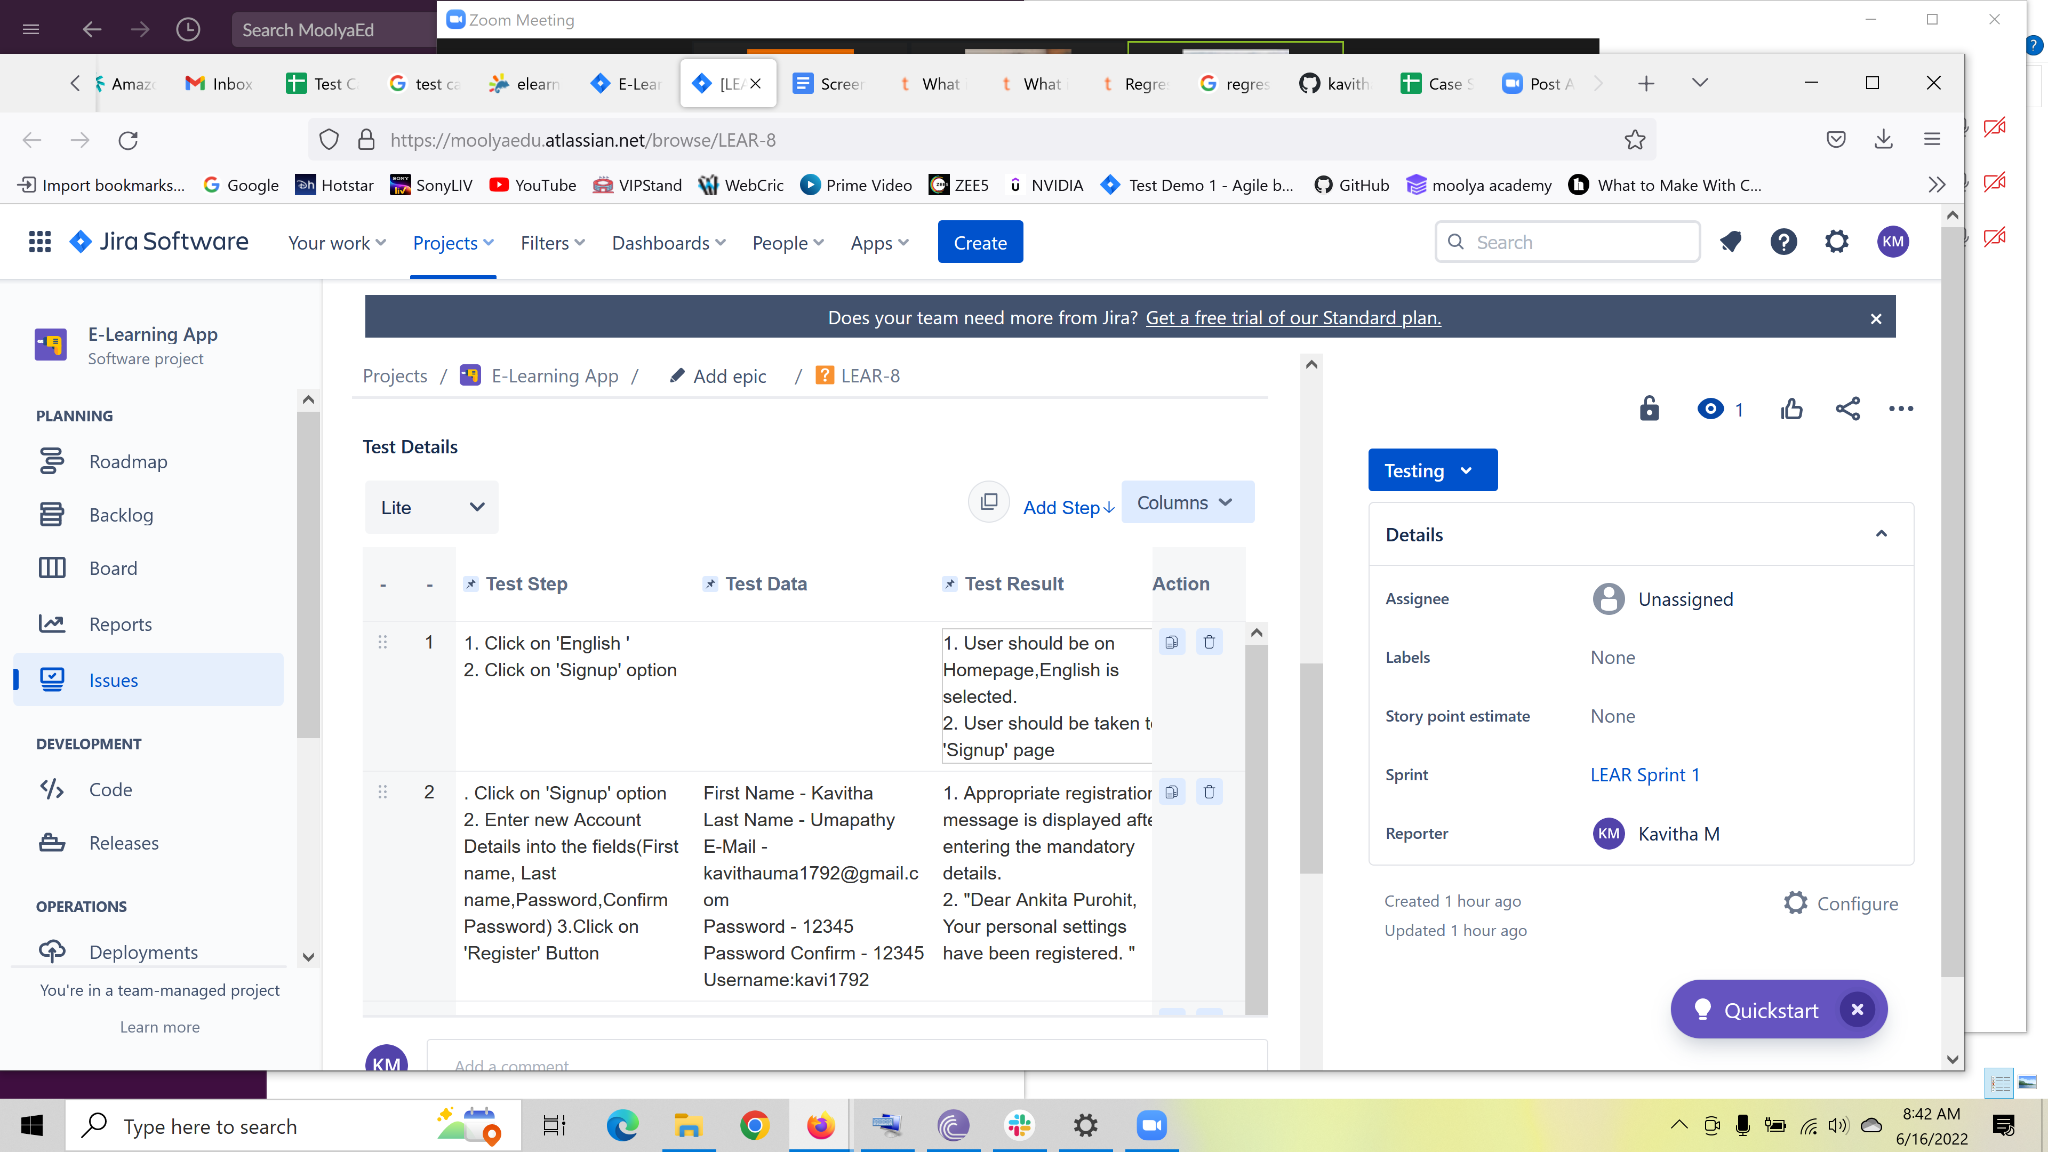 Search MoolyaEd
Zoom Meeting
Amaz
Inbox
Test C
test ca
elearn
E-Lear
[LEA
Screen
What
What i
Regre
regres
kavith
Case S
Post A
https://moolyaedu.atlassian.net/browse/LEAR-8
Import bookmarks...
Google
Hotstar
SonyLIV
YouTube
VIPStand
WebCric
Prime Video
ZEE5
NVIDIA
Test Demo 1 - Agile b...
GitHub
moolya academy
What to Make With C...
Jira Software
Your work
Projects
Filters
Dashboards
People
Apps
Create
Search
KM
E-Learning App
Software project
Does your team need more from Jira? Get a free trial of our Standard plan.
Projects / E-Learning App / Add epic / LEAR-8
PLANNING
Roadmap
Backlog
Board
Reports
Issues
DEVELOPMENT
Code
Releases
OPERATIONS
Deployments
You're in a team-managed project
Learn more
Test Details
Lite
Add Step↓
Columns
- - Test Step Test Data Test Result Action
1
1. Click on 'English '
2. Click on 'Signup' option
1. User should be on
Homepage,English is
selected.
2. User should be taken t
'Signup' page
2
. Click on 'Signup' option
2. Enter new Account
Details into the fields(First
name, Last
name,Password,Confirm
Password) 3.Click on
'Register' Button
First Name - Kavitha
Last Name - Umapathy
E-Mail -
kavithauma1792@gmail.c
om
Password - 12345
Password Confirm - 12345
Username:kavi1792
1. Appropriate registration
message is displayed afte
entering the mandatory
details.
2. "Dear Ankita Purohit,
Your personal settings
have been registered. "
KM
Add a comment
1
Testing
Details
Assignee
Unassigned
Labels
None
Story point estimate
None
Sprint
LEAR Sprint 1
Reporter
KM Kavitha M
Created 1 hour ago
Updated 1 hour ago
Configure
Quickstart
Type here to search
8:42 AM
6/16/2022